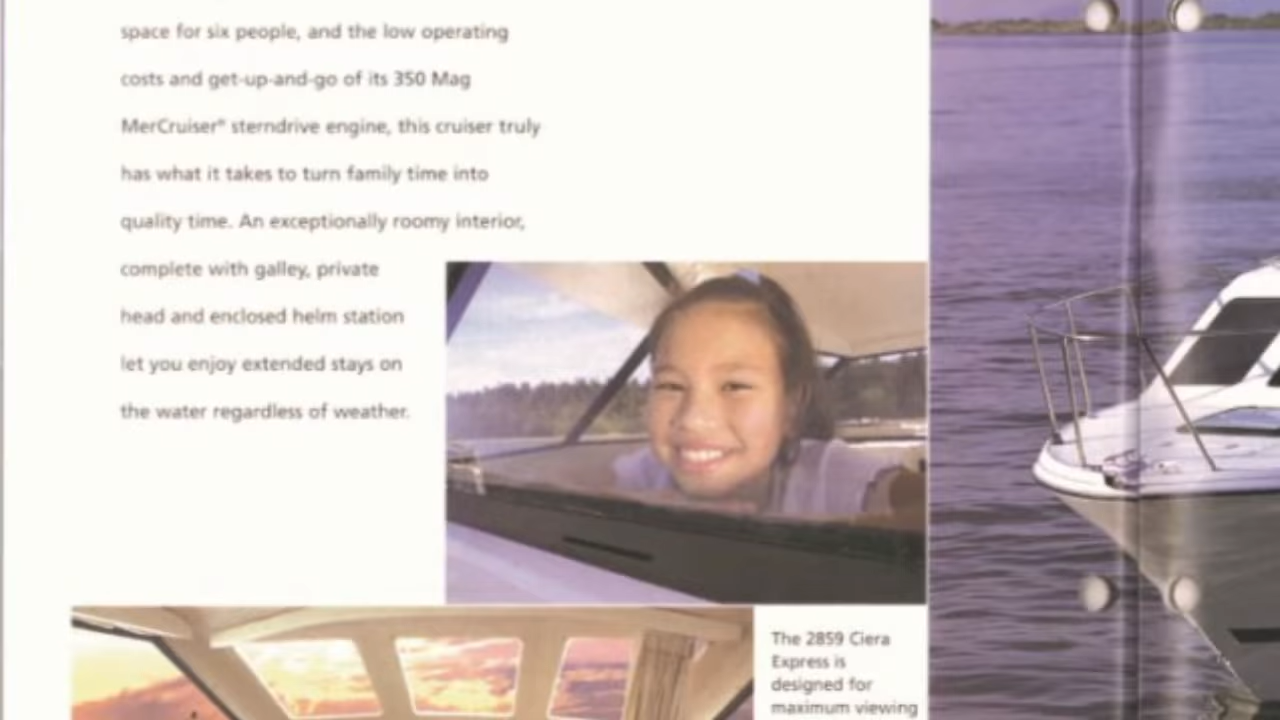 space for six people, and the low operating
costs and get-up-and-go of its 350 Mag
MerCruiser® sterndrive engine, this cruiser truly
has what it takes to turn family time into
quality time. An exceptionally roomy interior,
complete with galley, private
head and enclosed helm station
let you enjoy extended stays on
the water regardless of weather.
The 2859 Ciera
Express is
designed for
maximum viewing